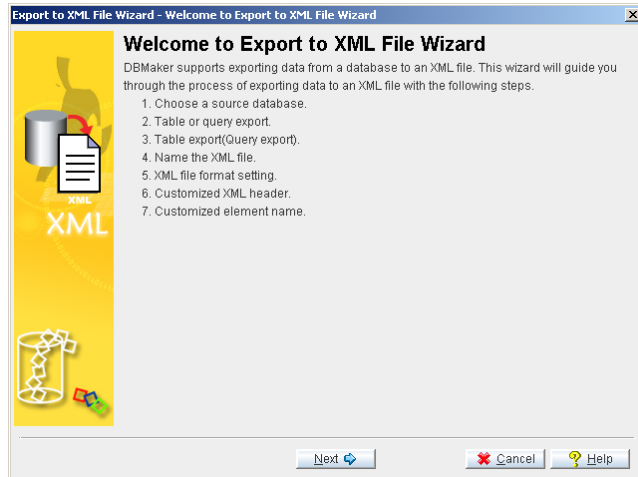 Export to XML File Wizard - Welcome to Export to XML File Wizard
Welcome to Export to XML File Wizard
DBMaker supports exporting data from a database to an XML file. This wizard will guide you
through the process of exporting data to an XML file with the following steps.
1. Choose a source database.
2. Table or query export.
3. Table export(Query export).
4. Name the XML file.
5. XML file format setting.
6. Customized XML header.
7. Customized element name.
XML
XML
Next
Cancel
Help